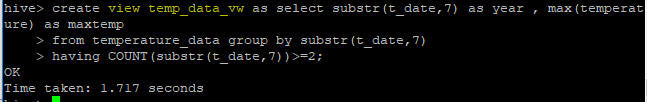 hive> create view temp_data_vw as select substr(t_date,7) as year , max(temperat
ure) as maxtemp
    > from temperature_data group by substr(t_date,7)
    > having COUNT(substr(t_date,7))>=2;
OK
Time taken: 1.717 seconds